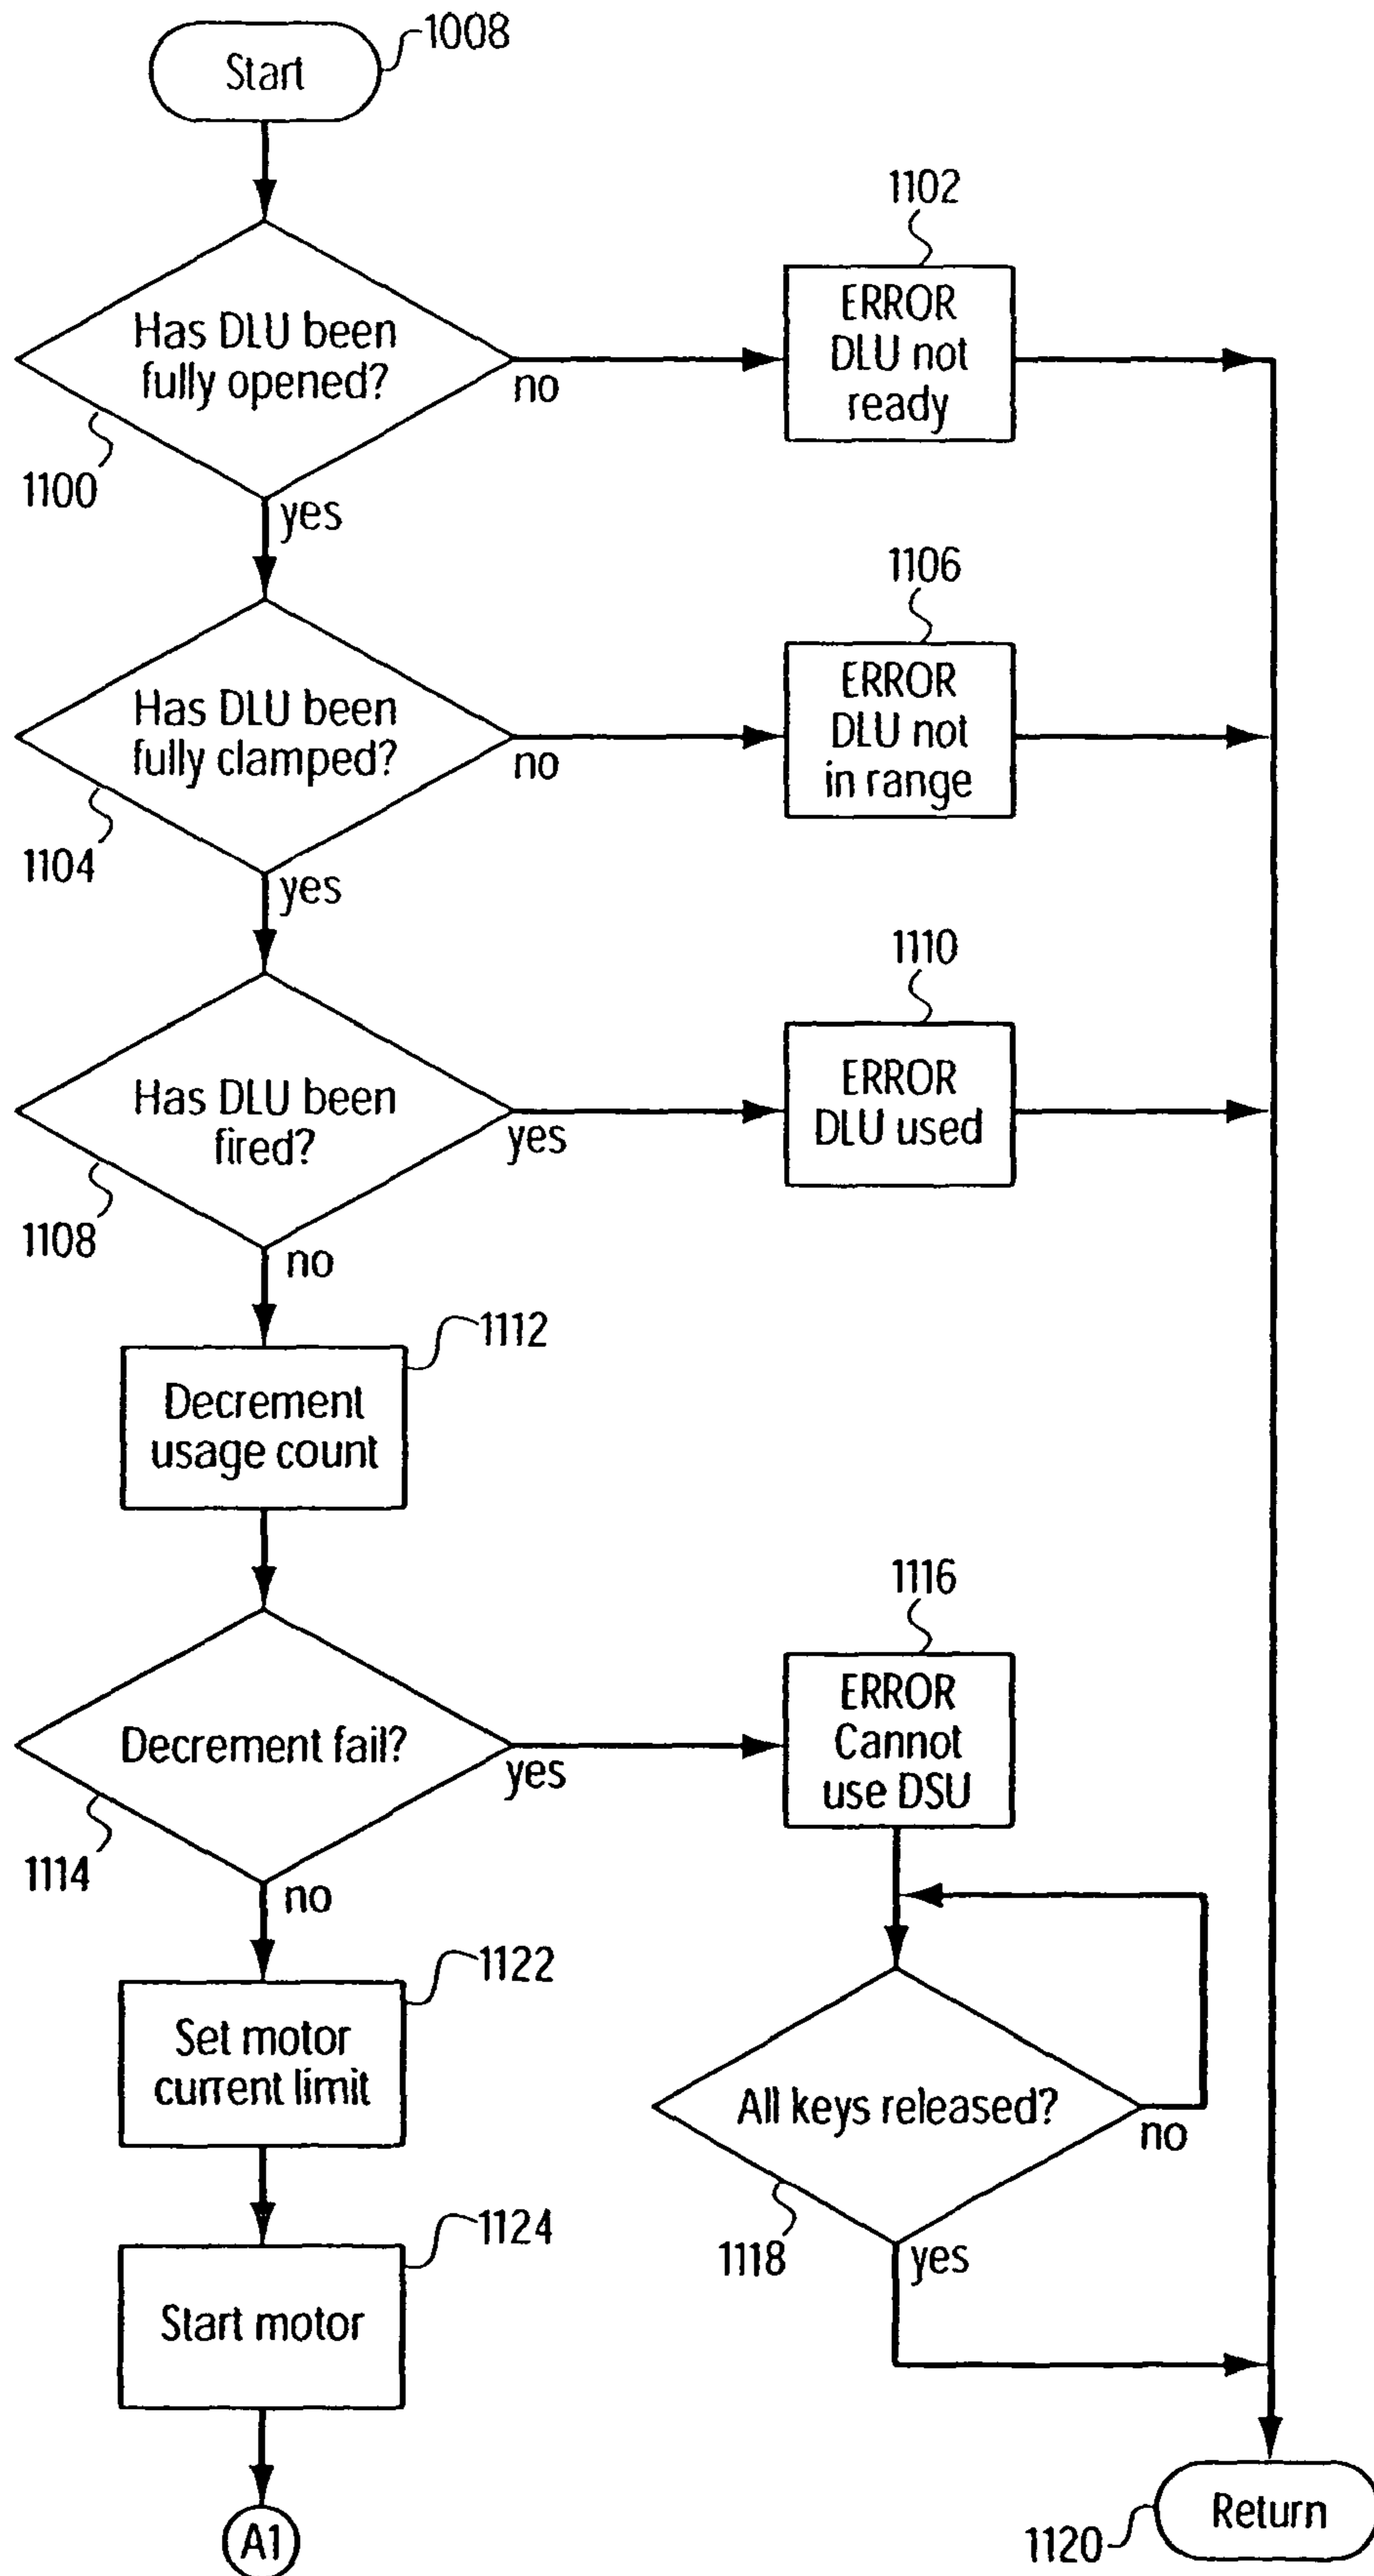 Start
1008
Has DLU been
fully opened?
1100
no
yes
1102
ERROR
DLU not
ready
Has DLU been
fully clamped?
1104
no
yes
1106
ERROR
DLU not
in range
Has DLU been
fired?
1108
yes
no
1110
ERROR
DLU used
1112
Decrement
usage count
Decrement fail?
1114
yes
no
1116
ERROR
Cannot
use DSU
All keys released?
1118
no
yes
1122
Set motor
current limit
1124
Start motor
A1
1120
Return